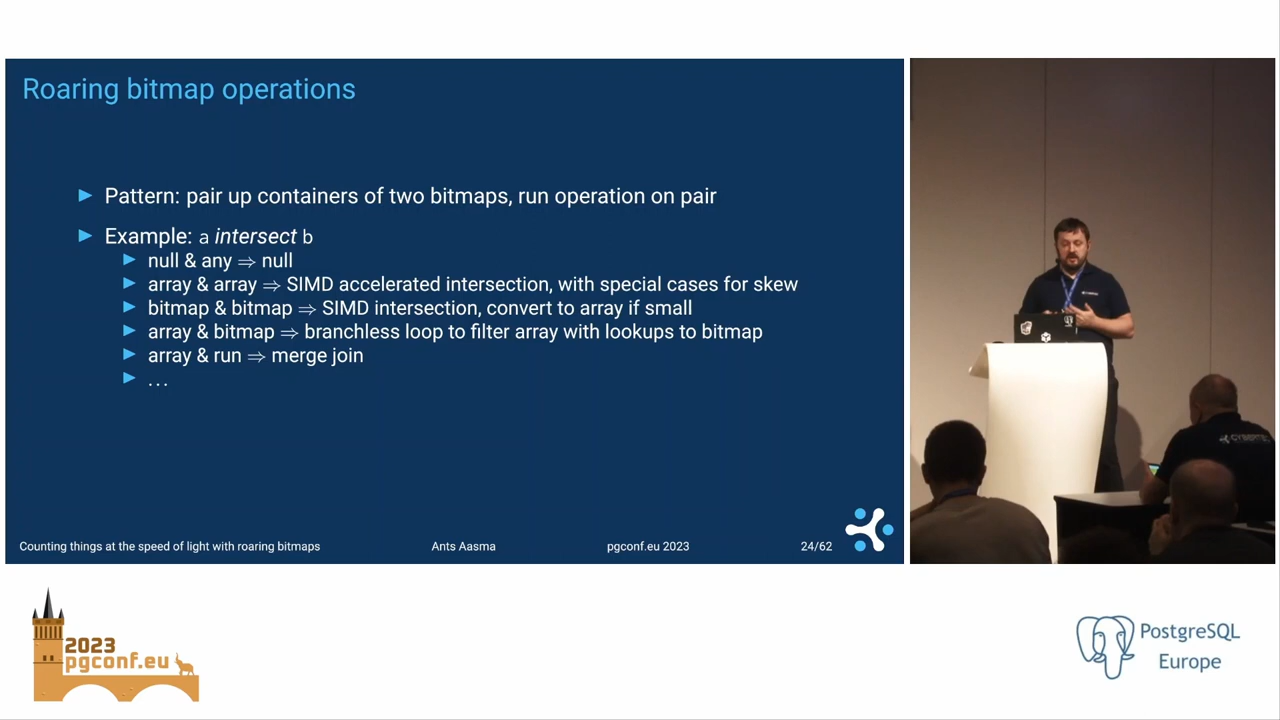 Roaring bitmap operations
Pattern: pair up containers of two bitmaps, run operation on pair
Example: a intersect b
null & any ⇒ null
array & array ⇒ SIMD accelerated intersection, with special cases for skew
bitmap & bitmap ⇒ SIMD intersection, convert to array if small
array & bitmap ⇒ branchless loop to filter array with lookups to bitmap
array & run ⇒ merge join
...
Counting things at the speed of light with roaring bitmaps
Ants Aasma
pgconf.eu 2023
24/62
2023
pgconf.eu
PostgreSQL
Europe